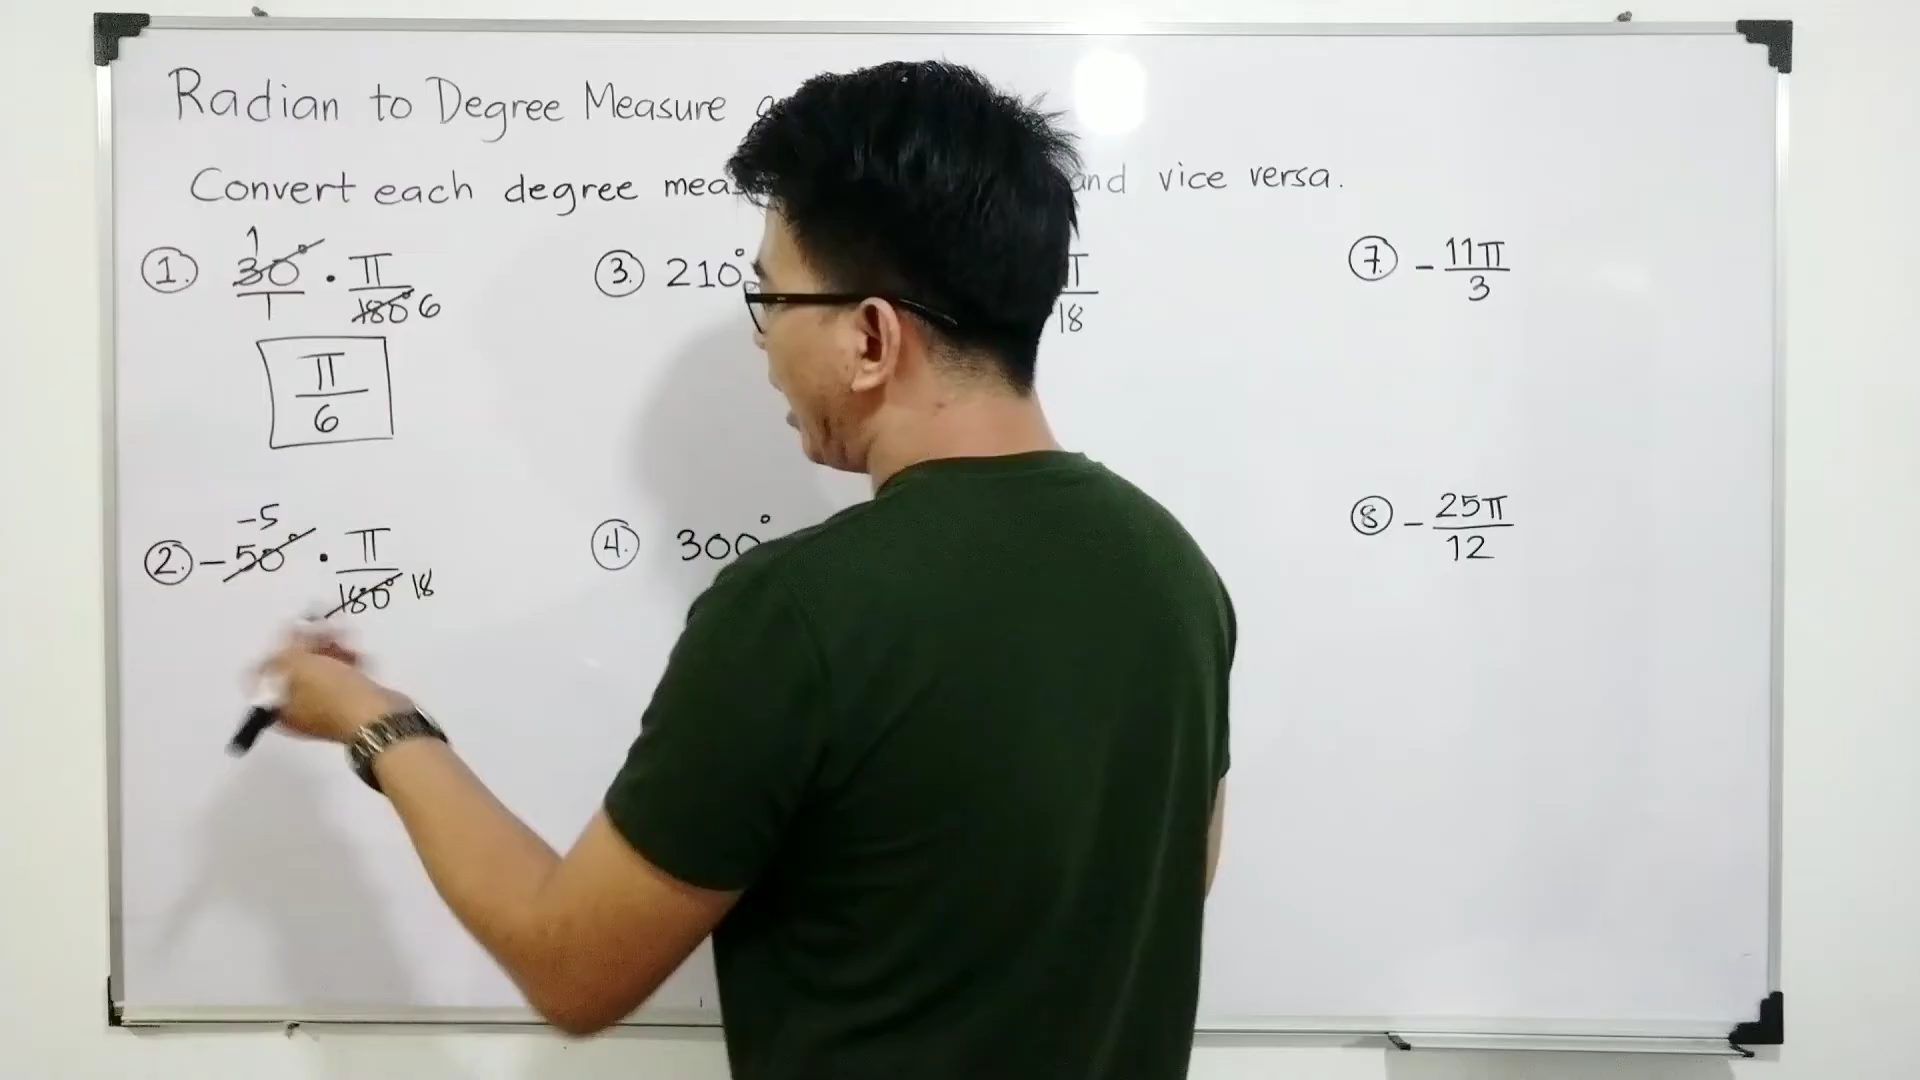 Radian to Degree Measure
Convert each degree and vice versa.
1. 1
30° · π
1 180° 6
π
6
2. -5
-50° · π
180° 18
3. 210°
4. 300°
18
7. - 11π
3
8. - 25π
12